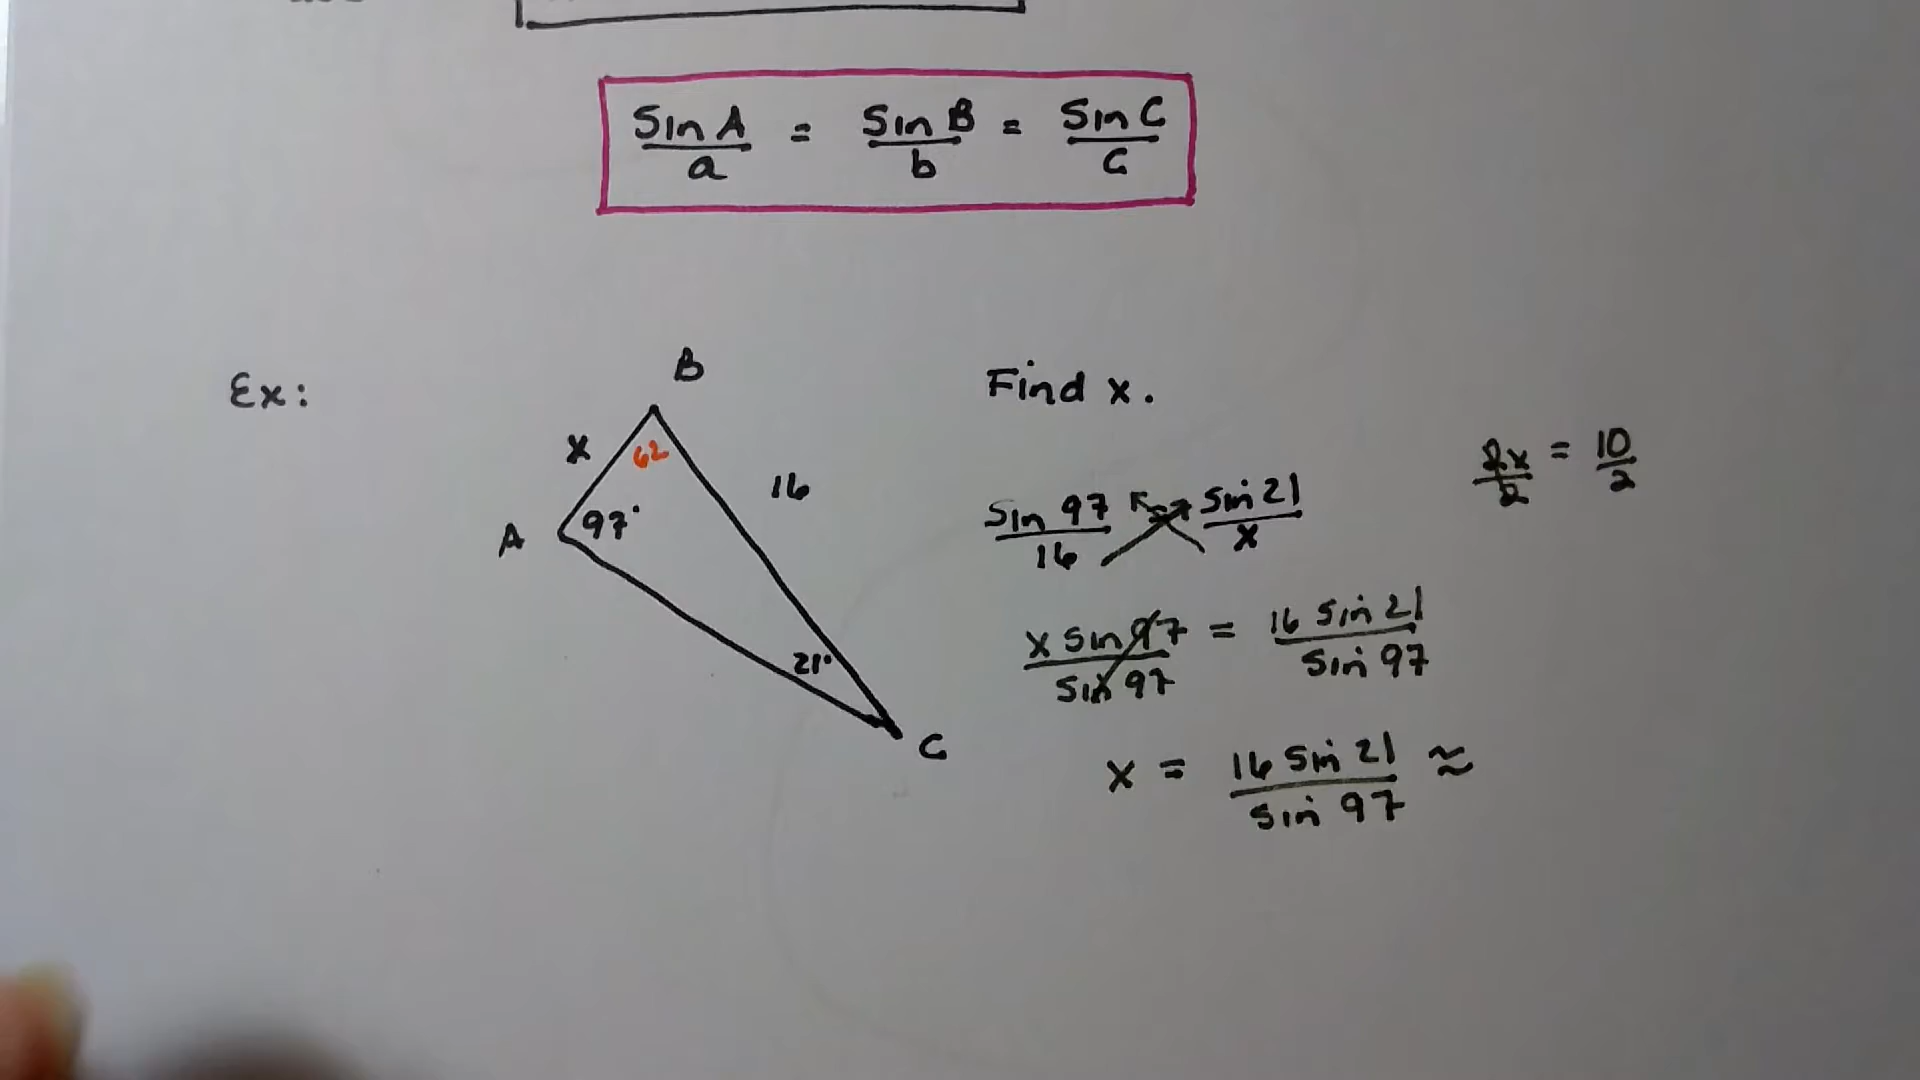 Sin A / a = Sin B / b = Sin C / c
Ex:
B
Find x.
x
62
16
2x / 2 = 10 / 2
A
97°
Sin 97 / 16 = Sin 21 / x
21°
x Sin 97 / Sin 97 = 16 Sin 21 / Sin 97
C
x = 16 Sin 21 / Sin 97 ≈